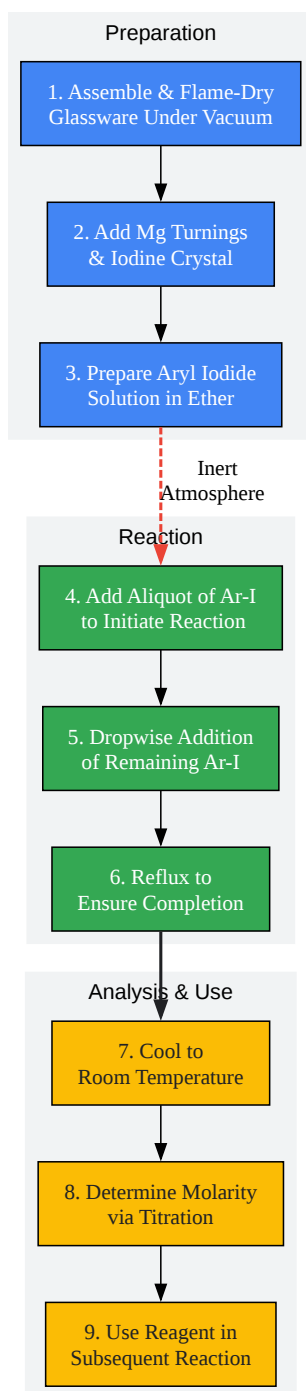 Preparation
1. Assemble & Flame-Dry
Glassware Under Vacuum
2. Add Mg Turnings
& Iodine Crystal
3. Prepare Aryl Iodide
Solution in Ether
Inert
Atmosphere
Reaction
4. Add Aliquot of Ar-I
to Initiate Reaction
5. Dropwise Addition
of Remaining Ar-I
6. Reflux to
Ensure Completion
Analysis & Use
7. Cool to
Room Temperature
8. Determine Molarity
via Titration
9. Use Reagent in
Subsequent Reaction